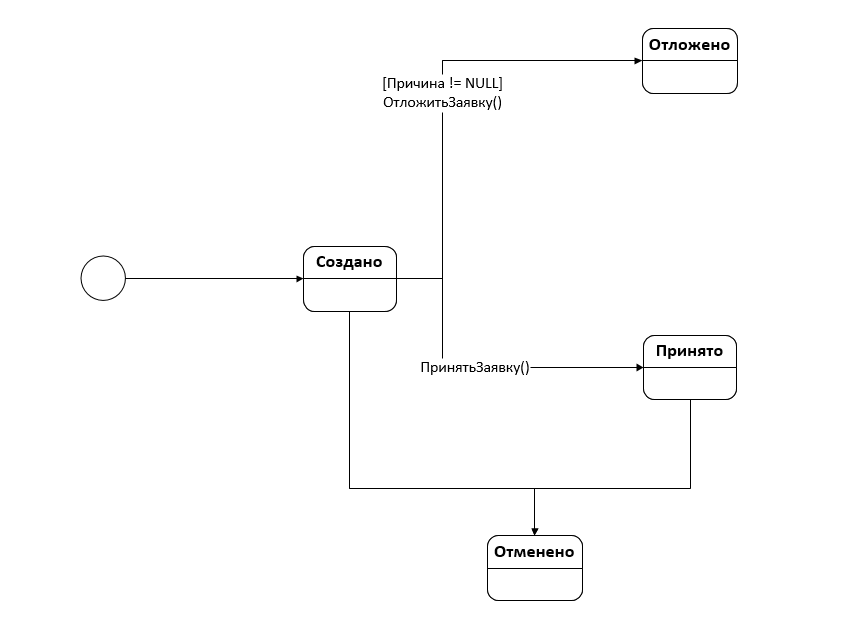 Отложено
[Причина != NULL]
ОтложитьЗаявку()
Создано
Принято
ПринятьЗаявку()
Отменено